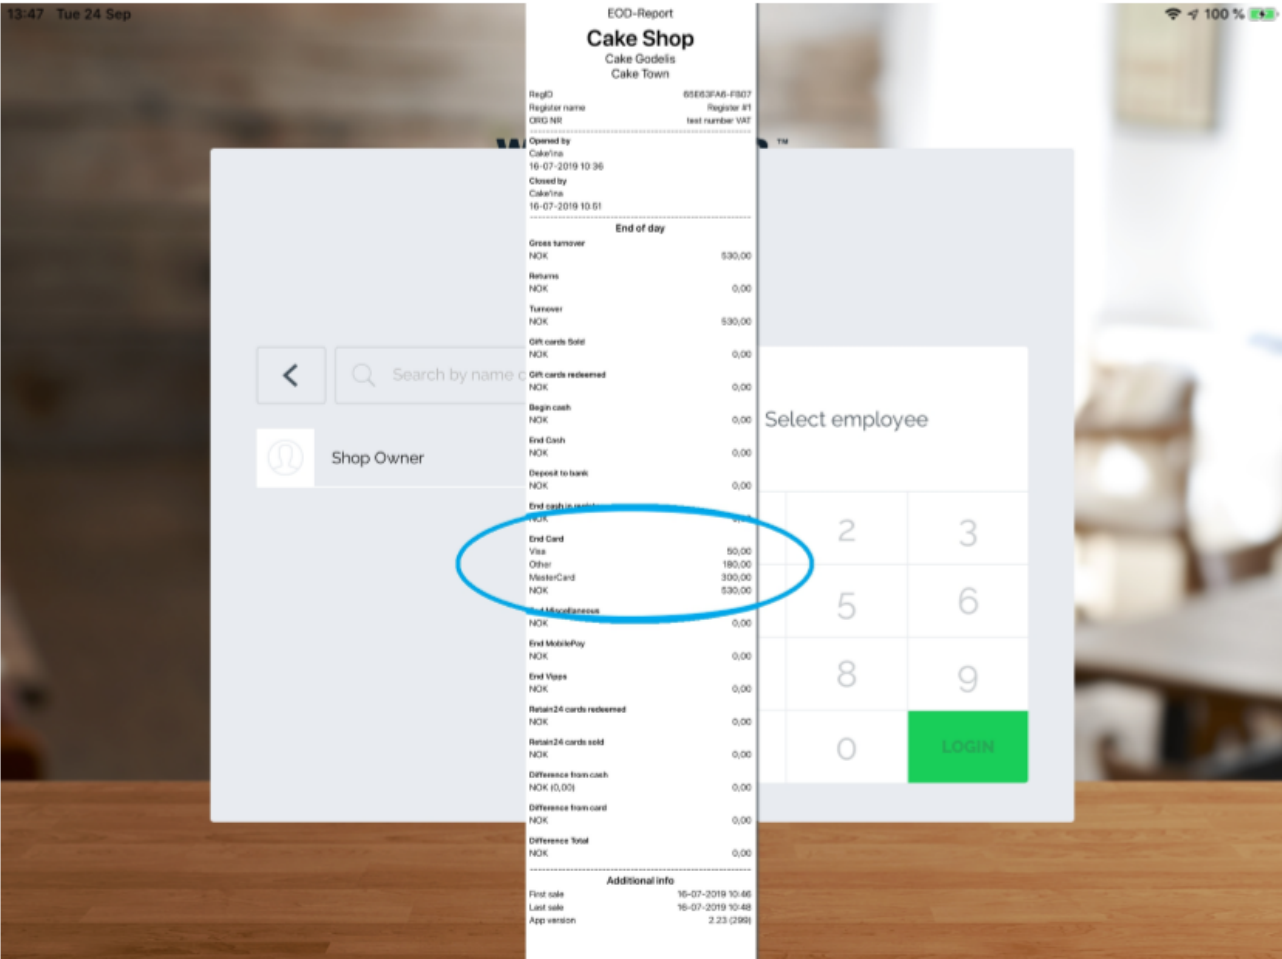 13:47 Tue 24 Sep
100 %
EOD-Report
Cake Shop
Cake Godelis
Cake Town
RegID 65E63FA6-FB07
Register name Register #1
ORG NR test number VAT
Opened by
Cake'ina
16-07-2019 10:36
Closed by
Cake'ina
16-07-2019 10:51
End of day
Gross turnover
NOK 530,00
Returns
NOK 0,00
Turnover
NOK 530,00
Gift cards Sold
NOK 0,00
Gift cards redeemed
NOK 0,00
Begin cash
NOK 0,00
End Cash
NOK 0,00
Deposit to bank
NOK 0,00
End cash in
NOK
End Card
Visa 50,00
Other 180,00
MasterCard 300,00
NOK 530,00
End Miscellaneous
NOK 0,00
End MobilePay
NOK 0,00
End Vipps
NOK 0,00
Retain24 cards redeemed
NOK 0,00
Retain24 cards sold
NOK 0,00
Difference from cash
NOK (0,00) 0,00
Difference from card
NOK 0,00
Difference Total
NOK 0,00
Additional info
First sale 16-07-2019 10:46
Last sale 16-07-2019 10:48
App version 2.23 (299)
W ™
Search by name
Shop Owner
Select employee
2 3
5 6
8 9
0 LOGIN